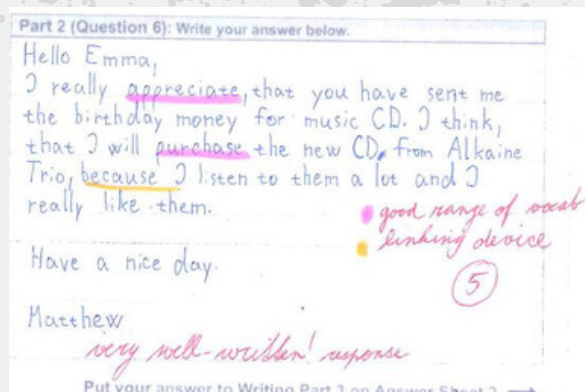 Part 2 (Question 6): Write your answer below.
Hello Emma,
I really appreciate, that you have sent me
the birthday money for music CD. I think,
that I will purchase the new CD, from Alkaine
Trio, because I listen to them a lot and I
really like them.
good range of vocab
linking device
Have a nice day.
5
Matthew
very well-written! response
Put your answer to Writing Part 3 on Answer Sheet 2